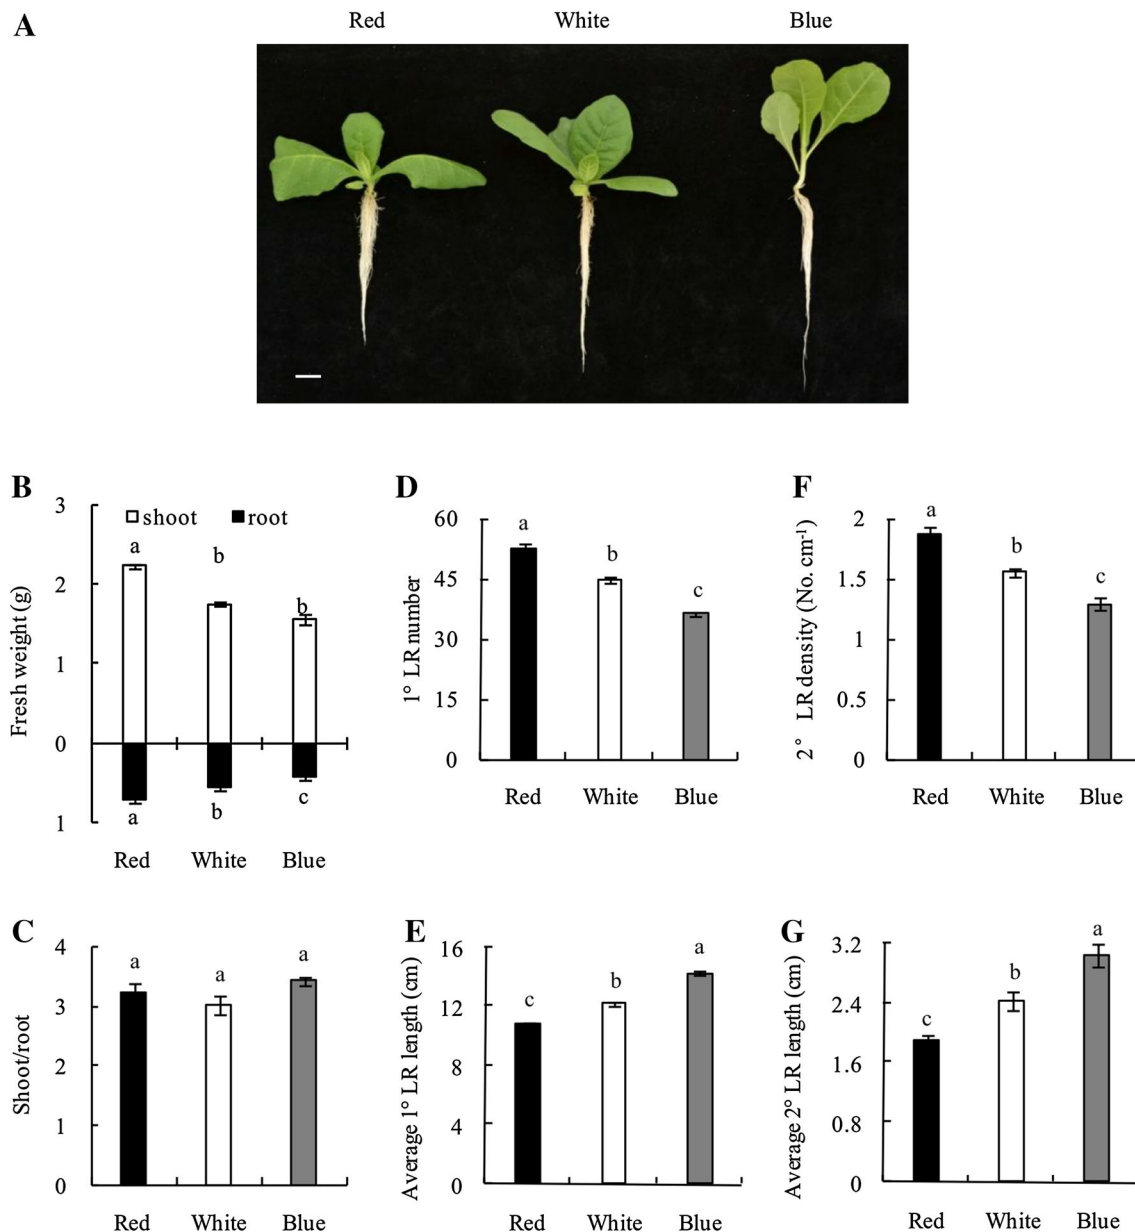 A
Red White Blue
B
3
2
1
0
1
Fresh weight (g)
shoot root
a b b
a b c
Red White Blue
C
4
3
2
1
0
Shoot/root
a a a
Red White Blue
D
60
45
30
15
0
1° LR number
a b c
Red White Blue
E
16
12
8
4
0
Average 1° LR length (cm)
c b a
Red White Blue
F
2
1.5
1
0.5
0
2° LR density (No. cm⁻¹)
a b c
Red White Blue
G
3.2
2.4
1.6
0.8
0
Average 2° LR length (cm)
c b a
Red White Blue